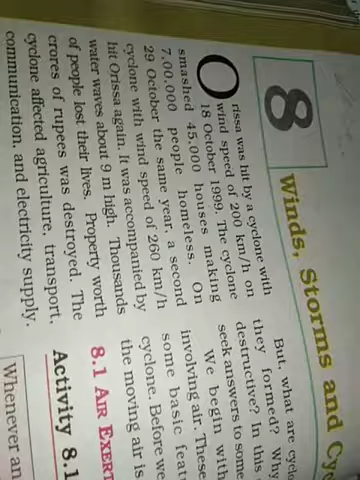 8
Winds, Storms and Cyc
Orissa was hit by a cyclone with
wind speed of 200 km/h on
18 October 1999. The cyclone
smashed 45,000 houses making
7,00,000 people homeless. On
29 October the same year, a second
cyclone with wind speed of 260 km/h
hit Orissa again. It was accompanied by
water waves about 9 m high. Thousands
of people lost their lives. Property worth
crores of rupees was destroyed. The
cyclone affected agriculture, transport,
communication, and electricity supply.
But, what are cyclo
they formed? Why
destructive? In this
seek answers to some
We begin with
involving air. These
some basic feat
cyclone. Before we
the moving air is
8.1 AIR EXERT
Activity 8.1
Whenever an